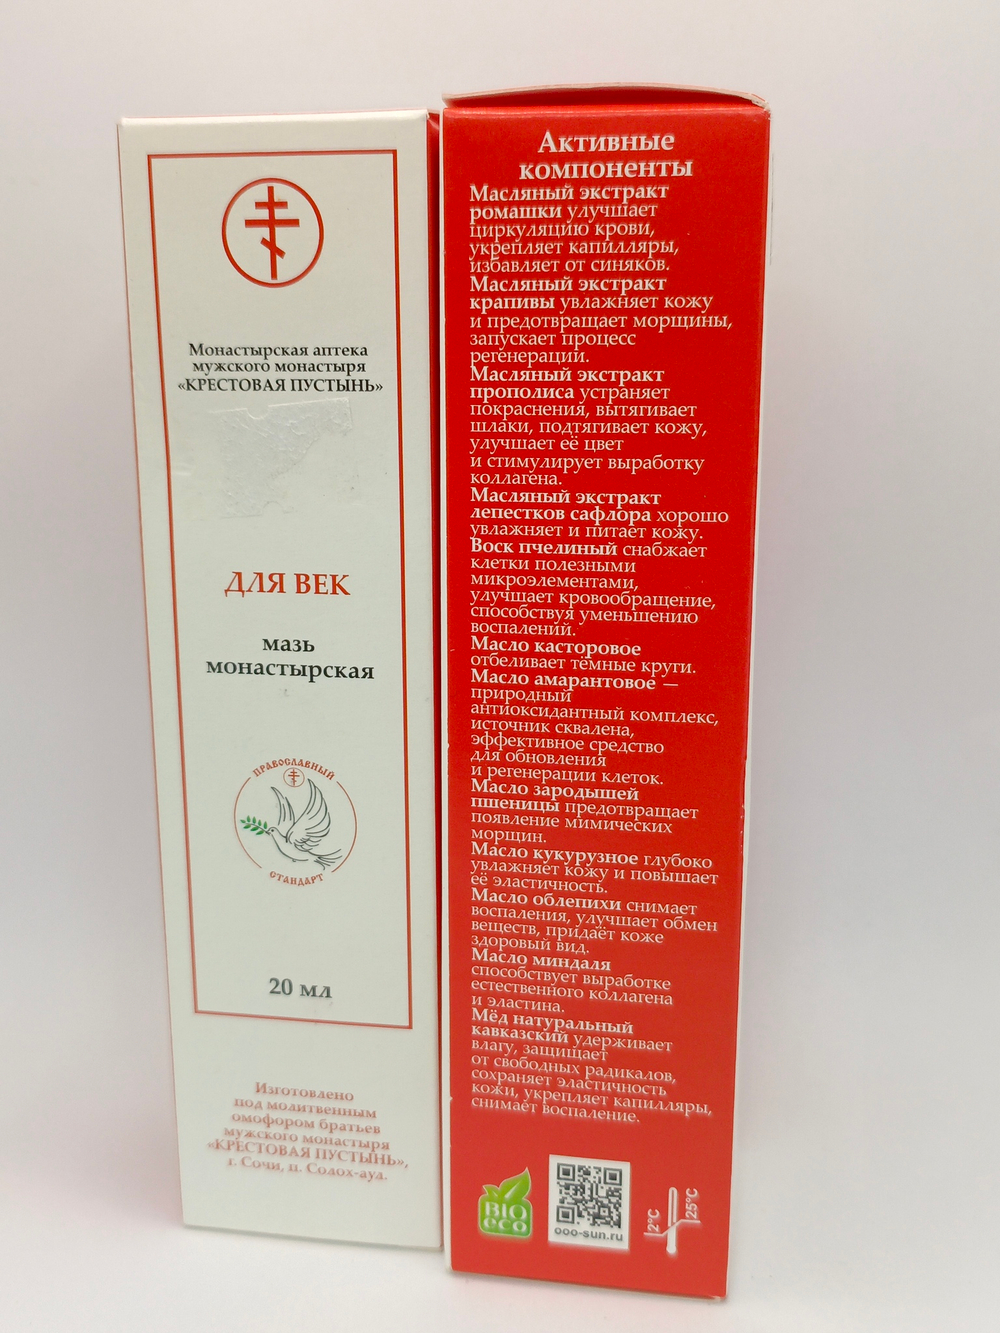 Монастырская аптека
мужского монастыря
«КРЕСТОВАЯ ПУСТЫНЬ»
ДЛЯ ВЕК
мазь
монастырская
ПРАВОСЛАВНЫЙ
СТАНДАРТ
20 мл
Изготовлено
под молитвенным
омофором братьев
мужского монастыря
«КРЕСТОВАЯ ПУСТЫНЬ»,
г. Сочи, п. Солох-аул.
Активные
компоненты
Масляный экстракт
ромашки улучшает
циркуляцию крови,
укрепляет капилляры,
избавляет от синяков.
Масляный экстракт
крапивы увлажняет кожу
и предотвращает морщины,
запускает процесс
регенерации.
Масляный экстракт
прополиса устраняет
покраснения, вытягивает
шлаки, подтягивает кожу,
улучшает её цвет
и стимулирует выработку
коллагена.
Масляный экстракт
лепестков сафлора хорошо
увлажняет и питает кожу.
Воск пчелиный снабжает
клетки полезными
микроэлементами,
улучшает кровообращение,
способствуя уменьшению
воспалений.
Масло касторовое
отбеливает тёмные круги.
Масло амарантовое —
природный
антиоксидантный комплекс,
источник сквалена,
эффективное средство
для обновления
и регенерации клеток.
Масло зародышей
пшеницы предотвращает
появление мимических
морщин.
Масло кукурузное глубоко
увлажняет кожу и повышает
её эластичность.
Масло облепихи снимает
воспаления, улучшает обмен
веществ, придаёт коже
здоровый вид.
Масло миндаля
способствует выработке
естественного коллагена
и эластина.
Мёд натуральный
кавказский удерживает
влагу, защищает
от свободных радикалов,
сохраняет эластичность
кожи, укрепляет капилляры,
снимает воспаление.
BIO
eco
ooo-sun.ru
2°C
25°C